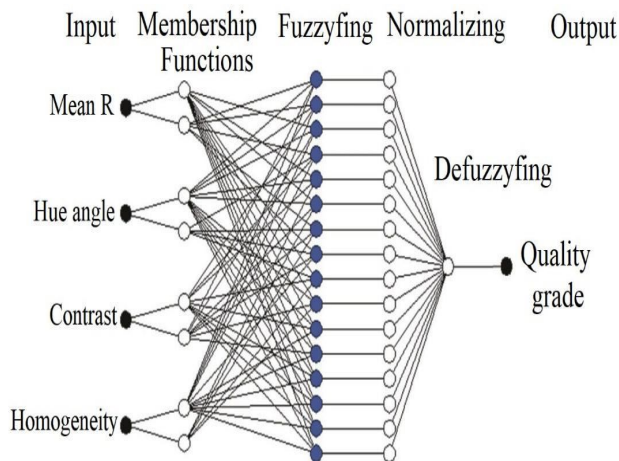 Input
Membership
Functions
Fuzzyfing
Normalizing
Output
Mean R
Hue angle
Contrast
Homogeneity
Defuzzyfing
Quality
grade